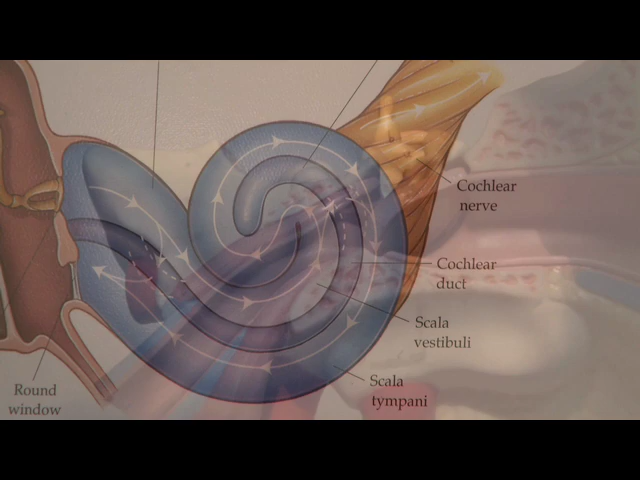 Cochlear
nerve
Cochlear
duct
Scala
vestibuli
Scala
tympani
Round
window